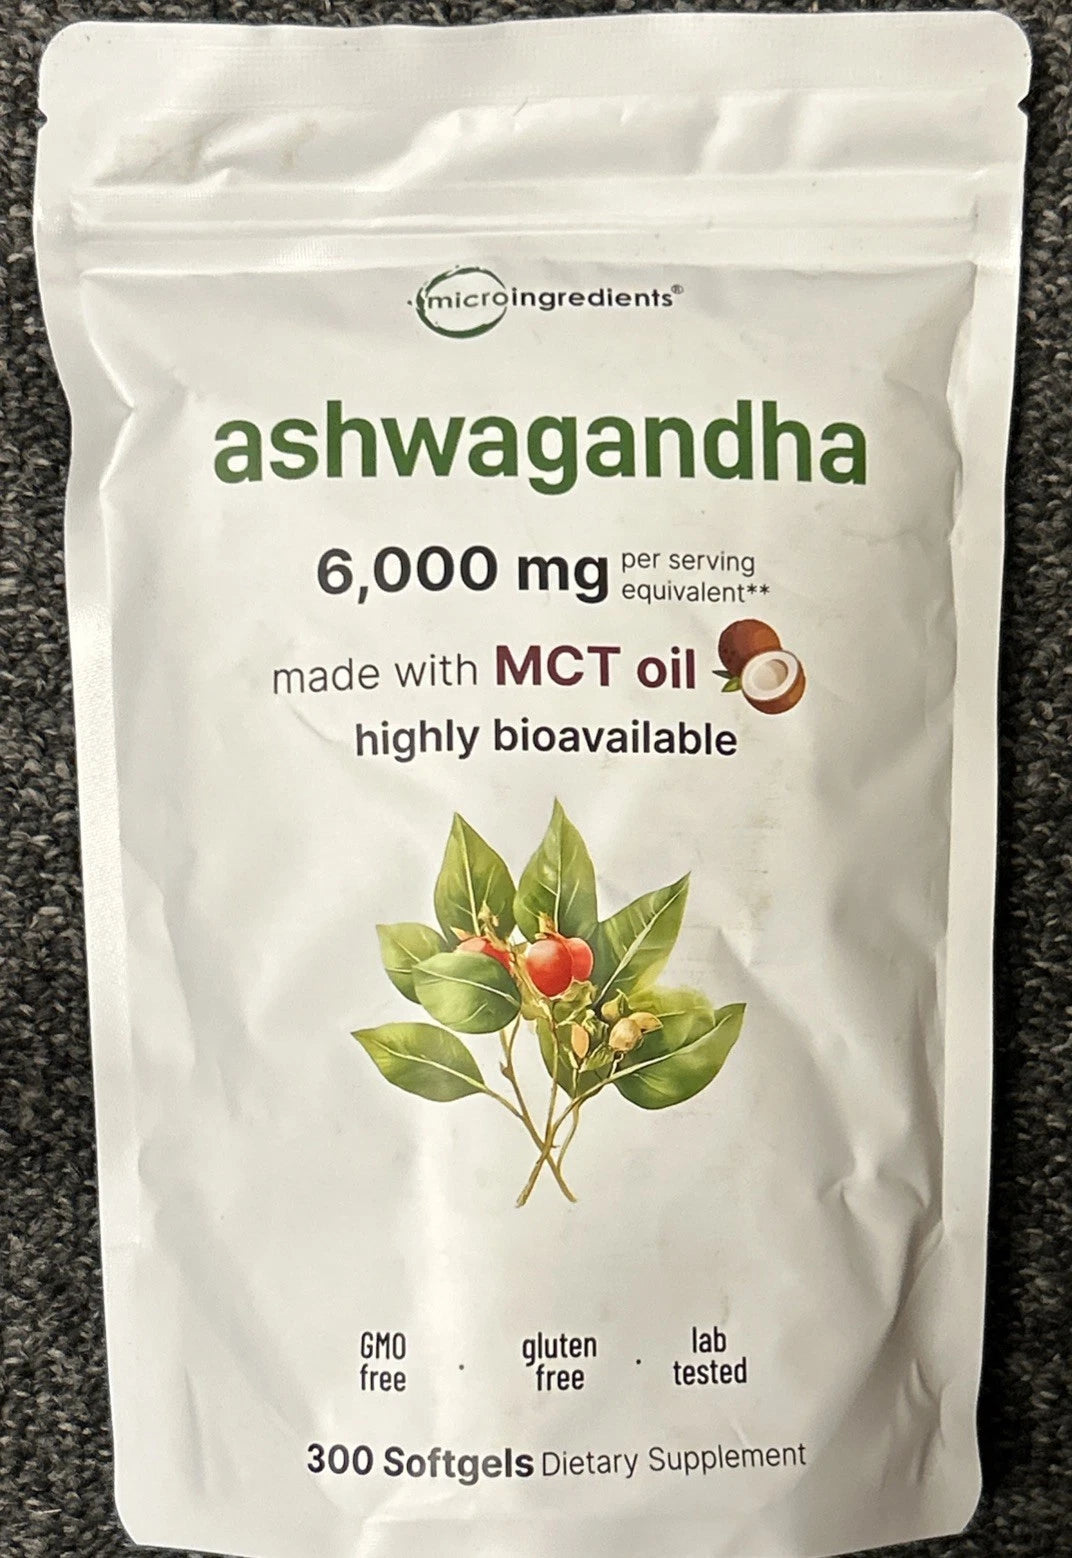 microingredients®
ashwagandha
6,000 mg per serving
equivalent**
made with MCT oil
highly bioavailable
GMO
free
·
gluten
free
·
lab
tested
300 Softgels Dietary Supplement